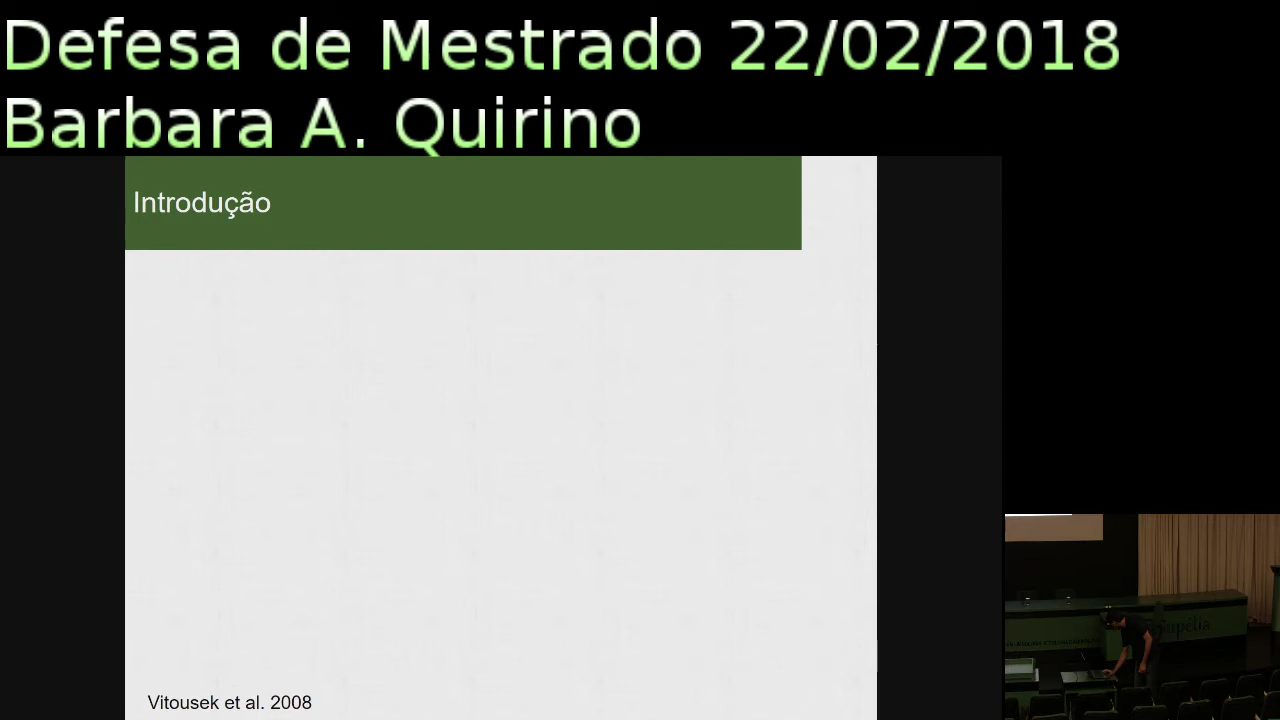 Defesa de Mestrado 22/02/2018
Barbara A. Quirino
Introdução
Vitousek et al. 2008